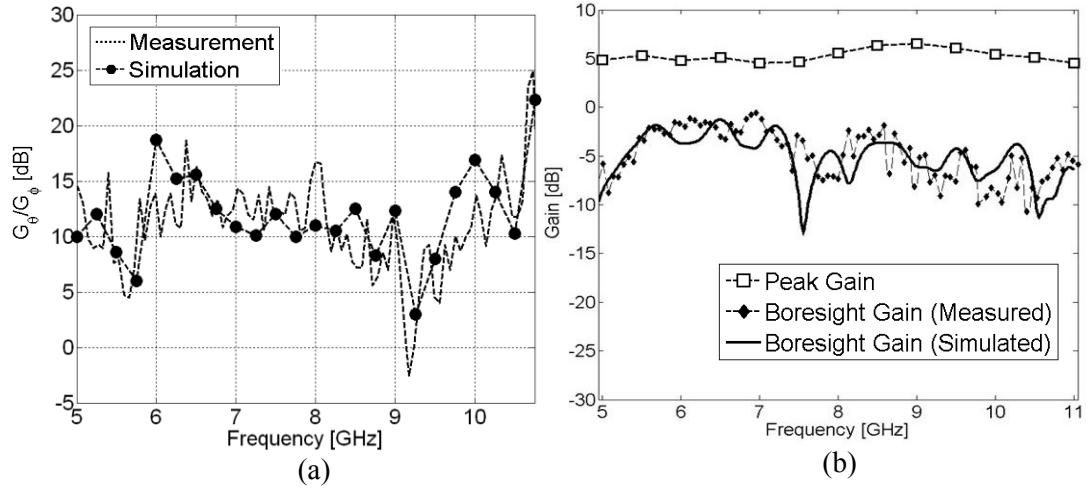 30
25
20
15
10
5
0
-5
Gθ/Gϕ [dB]
Measurement
Simulation
5 6 7 8 9 10
Frequency [GHz]
(a)
10
5
0
-5
-10
-15
-20
-25
-30
Gain [dB]
Peak Gain
Boresight Gain (Measured)
Boresight Gain (Simulated)
5 6 7 8 9 10 11
Frequency [GHz]
(b)